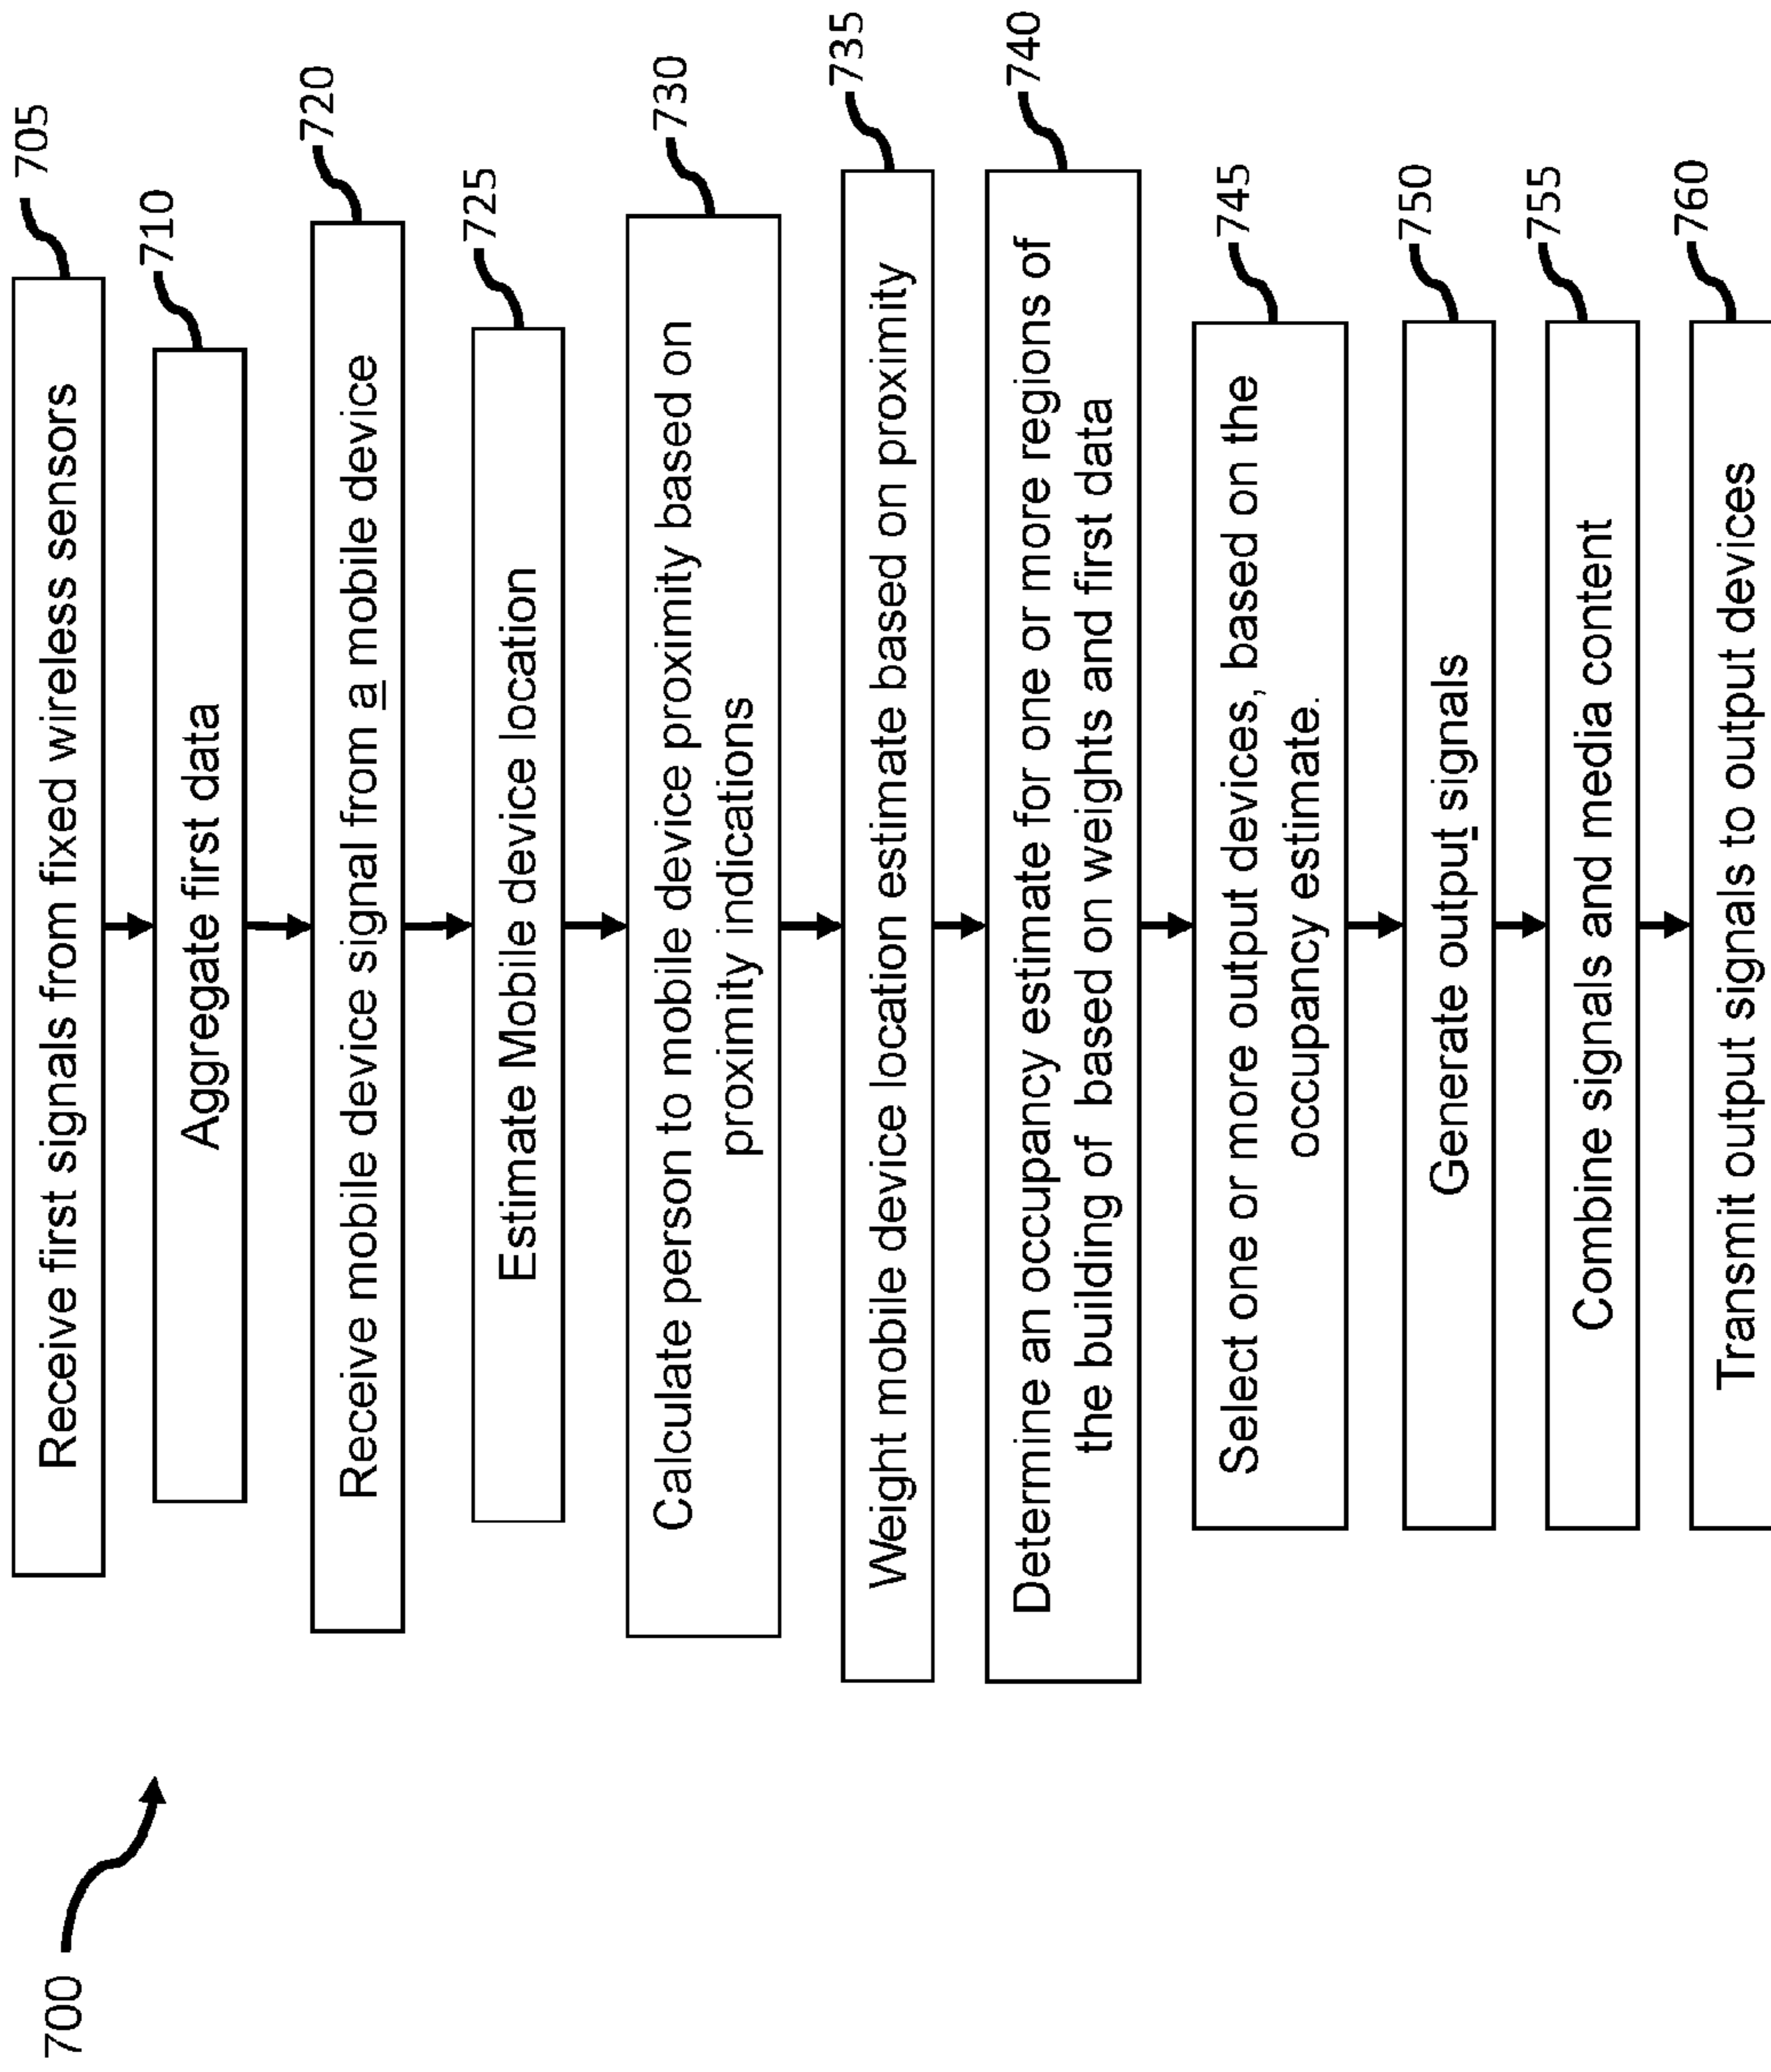 700
Receive first signals from fixed wireless sensors
705
Aggregate first data
710
Receive mobile device signal from a mobile device
720
Estimate Mobile device location
725
Calculate person to mobile device proximity based on
proximity indications
730
Weight mobile device location estimate based on proximity
735
Determine an occupancy estimate for one or more regions of
the building of based on weights and first data
740
Select one or more output devices, based on the
occupancy estimate.
745
Generate output signals
750
Combine signals and media content
755
Transmit output signals to output devices
760